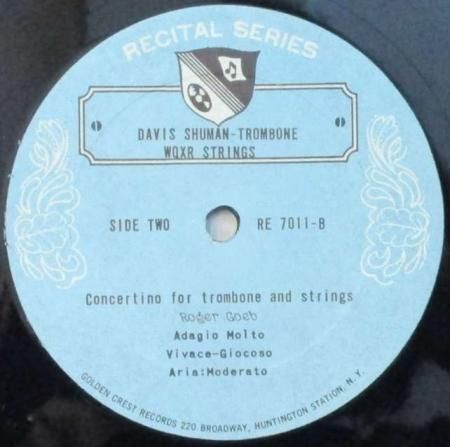 RECITAL SERIES
DAVIS SHUMAN-TROMBONE
WQXR STRINGS
SIDE TWO
RE 7011-B
Concertino for trombone and strings
Roger Goeb
Adagio Molto
Vivace-Giocoso
Aria:Moderato
GOLDEN CREST RECORDS 220 BROADWAY, HUNTINGTON STATION, N.Y.